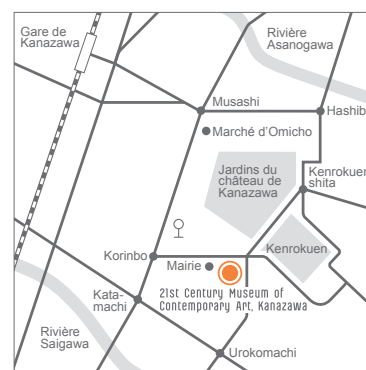 Gare de
Kanazawa
Rivière
Asanogawa
Musashi
Hashib
Marché d’Omicho
Jardins du
château de
Kanazawa
Kenrokuen
shita
Korinbo
Mairie
Kenrokuen
Kata-
machi
21st Century Museum of
Contemporary Art, Kanazawa
Rivière
Saigawa
Urokomachi